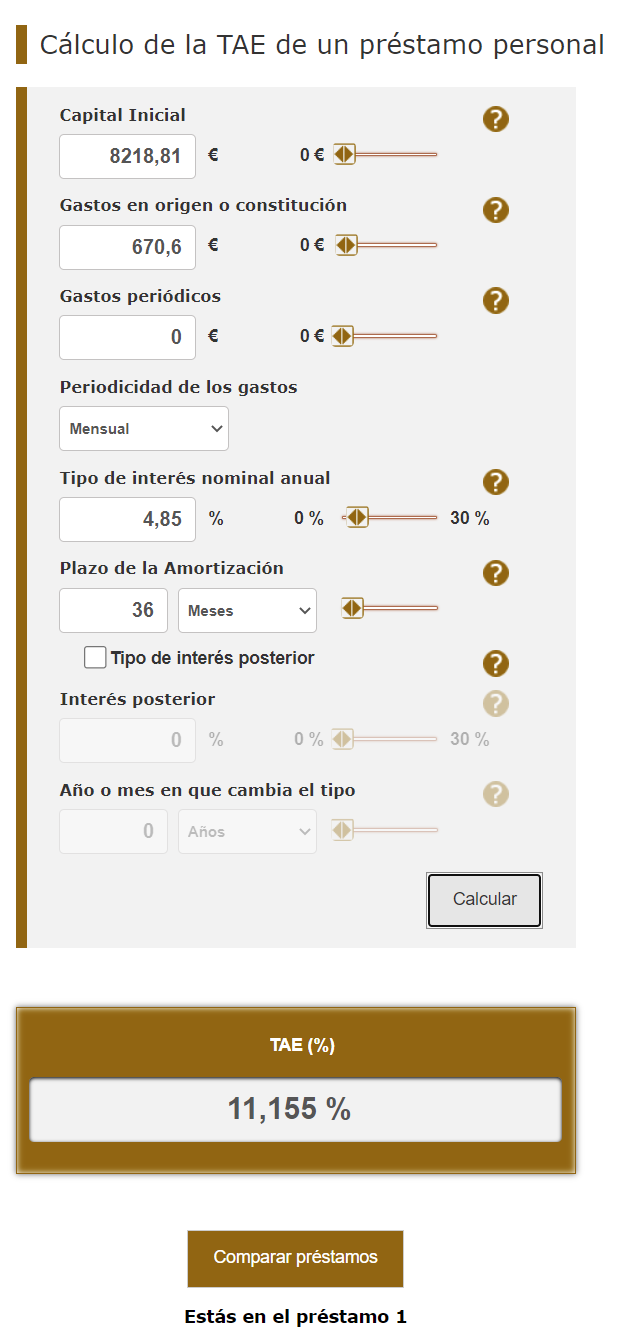 Cálculo de la TAE de un préstamo personal
Capital Inicial ?
8218,81 € 0 €
Gastos en origen o constitución ?
670,6 € 0 €
Gastos periódicos ?
0 € 0 €
Periodicidad de los gastos
Mensual
Tipo de interés nominal anual ?
4,85 % 0 % 30 %
Plazo de la Amortización ?
36 Meses
Tipo de interés posterior ?
Interés posterior ?
0 % 0 % 30 %
Año o mes en que cambia el tipo ?
0 Años
Calcular
TAE (%)
11,155 %
Comparar préstamos
Estás en el préstamo 1